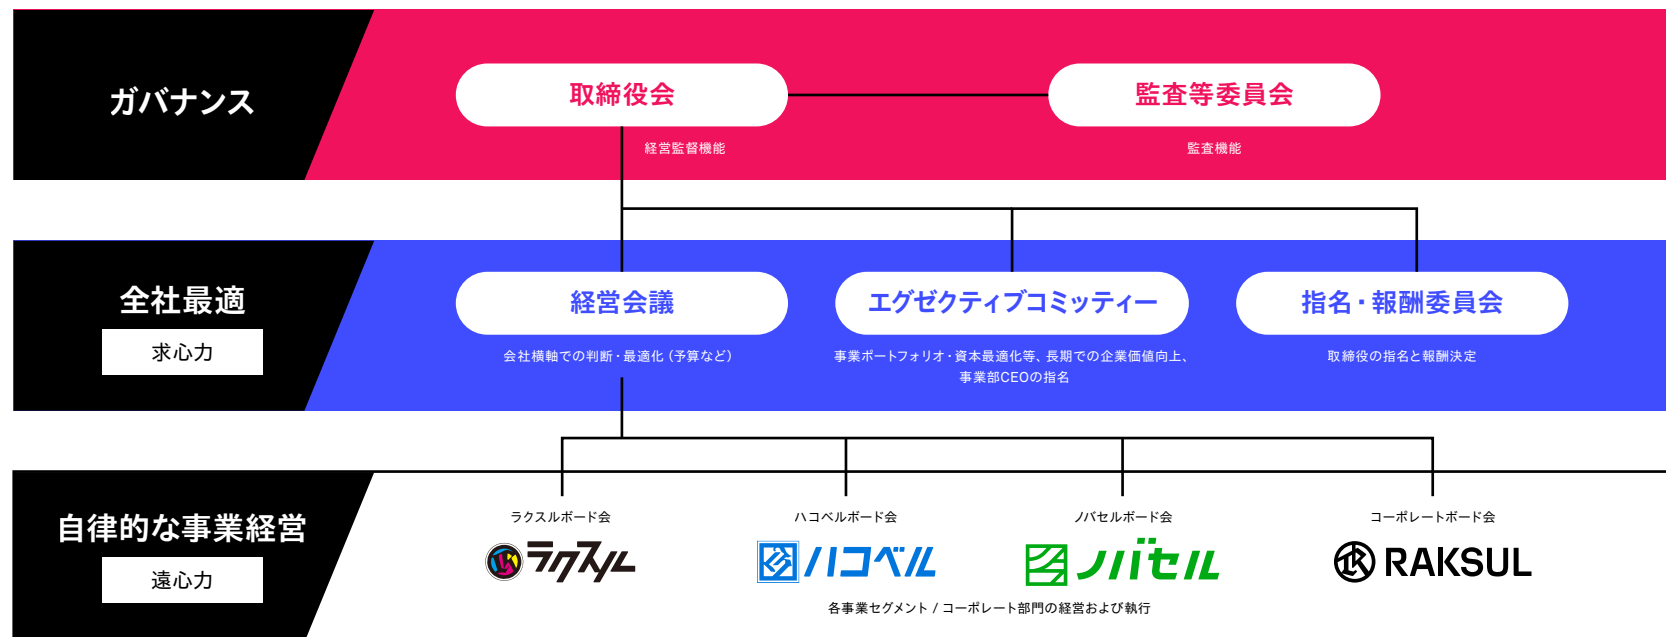 ガバナンス
取締役会
監査等委員会
経営監督機能
監査機能
全社最適
求心力
経営会議
エグゼクティブコミッティー
指名・報酬委員会
会社横軸での判断・最適化（予算など）
事業ポートフォリオ・資本最適化等、長期での企業価値向上、
事業部CEOの指名
取締役の指名と報酬決定
自律的な事業経営
遠心力
ラクスルボード会
ハコベルボード会
ノバセルボード会
コーポレートボード会
ラクスル
ハコベル
ノバセル
RAKSUL
各事業セグメント / コーポレート部門の経営および執行